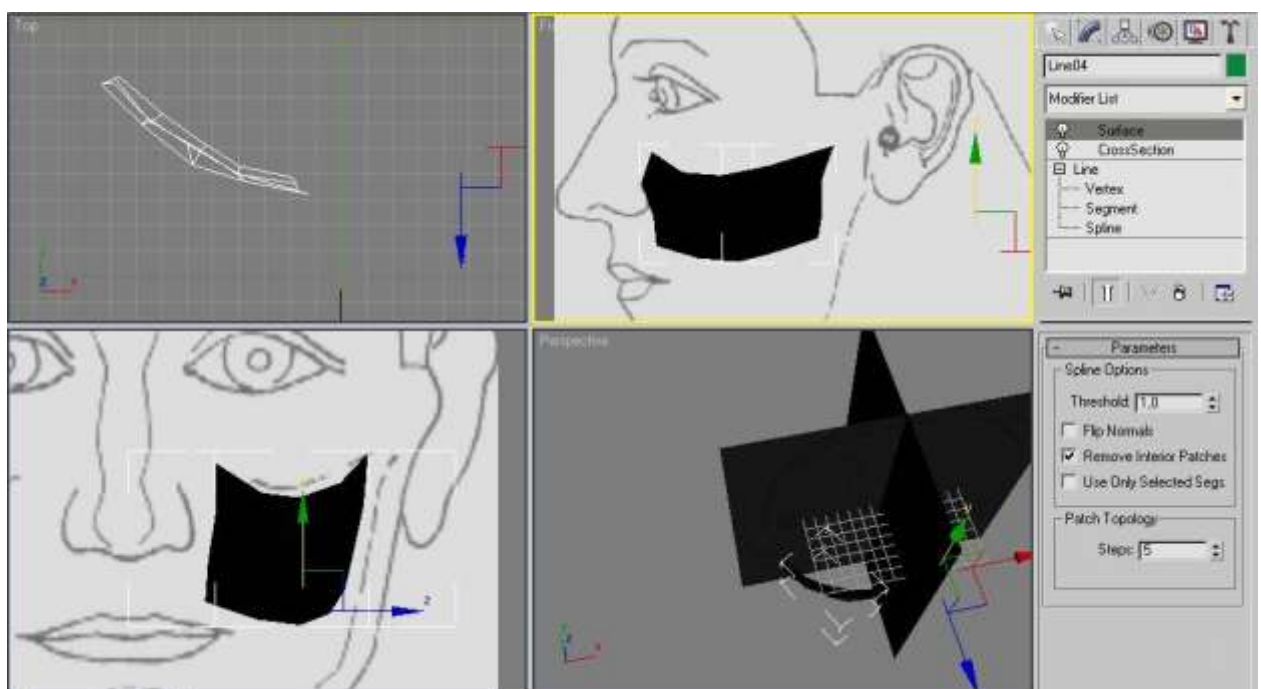 Top
Line04
Modifier List
Surface
CrossSection
Line
Vertex
Segment
Spline
Perspective
Parameters
Spline Options
Threshold: 1,0
Flip Normals
Remove Interior Patches
Use Only Selected Segs
Patch Topology
Steps: 5